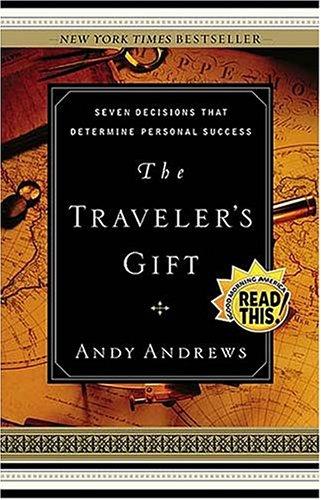 NEW YORK TIMES BESTSELLER
SEVEN DECISIONS THAT
DETERMINE PERSONAL SUCCESS
The
TRAVELER'S
GIFT
GOOD MORNING AMERICA
READ
THIS!
ANDY ANDREWS